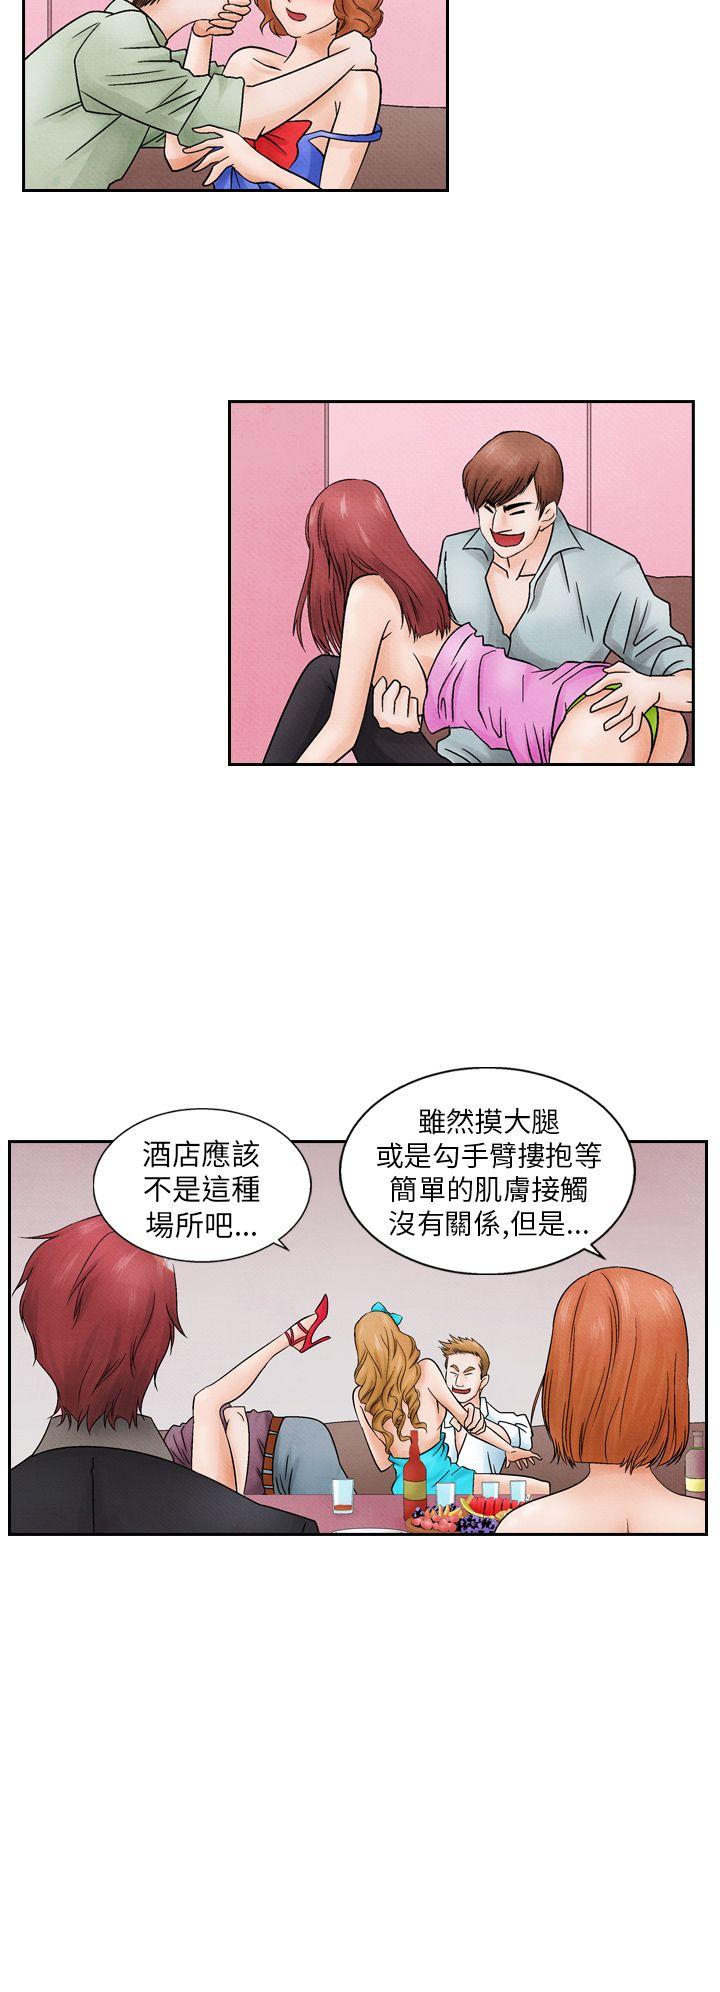 酒店應該
不是這種
場所吧...
雖然摸大腿
或是勾手臂摟抱等
簡單的肌膚接觸
沒有關係,但是...